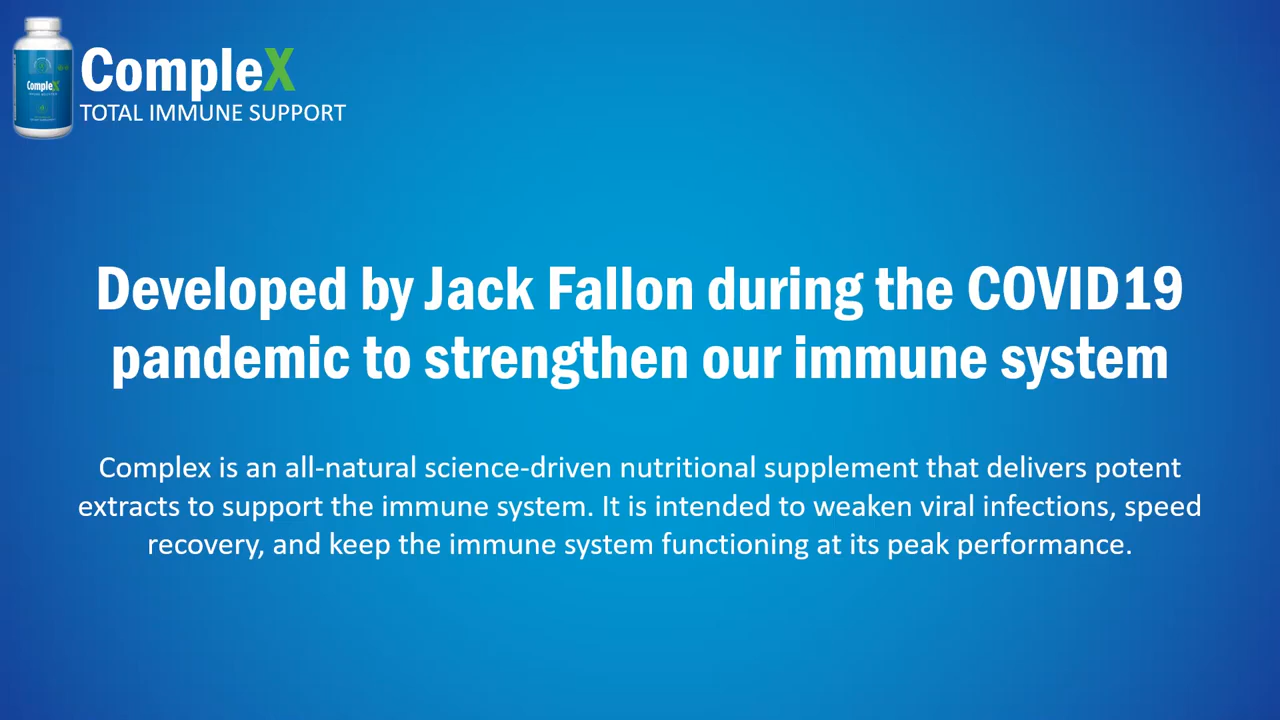 CompleX
TOTAL IMMUNE SUPPORT
CompleX
Developed by Jack Fallon during the COVID19
pandemic to strengthen our immune system
Complex is an all-natural science-driven nutritional supplement that delivers potent
extracts to support the immune system. It is intended to weaken viral infections, speed
recovery, and keep the immune system functioning at its peak performance.